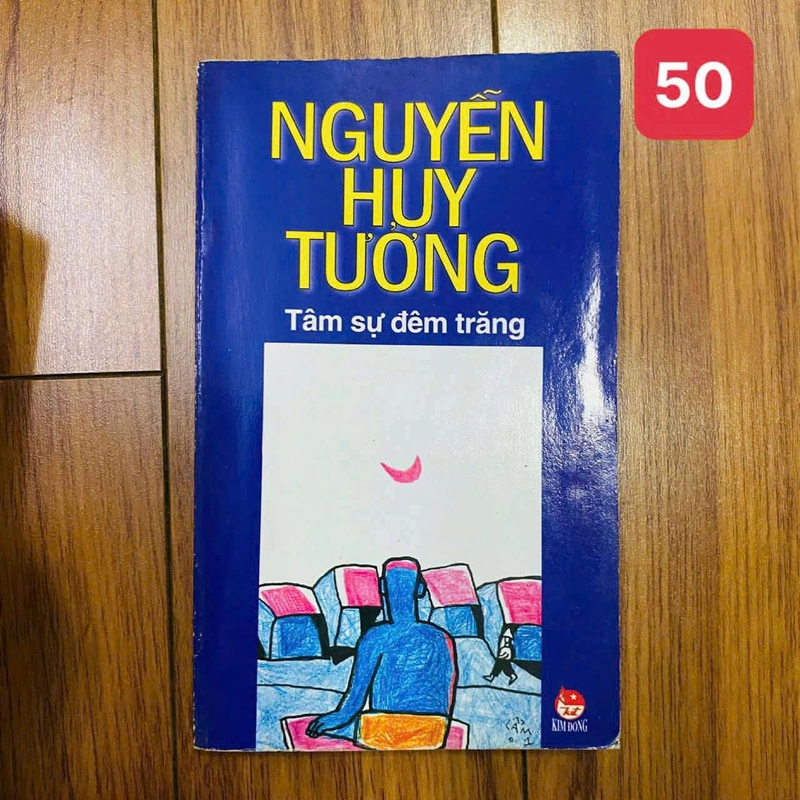 50
NGUYỄN
HUY
TƯỞNG
Tâm sự đêm trăng
KIM ĐỒNG